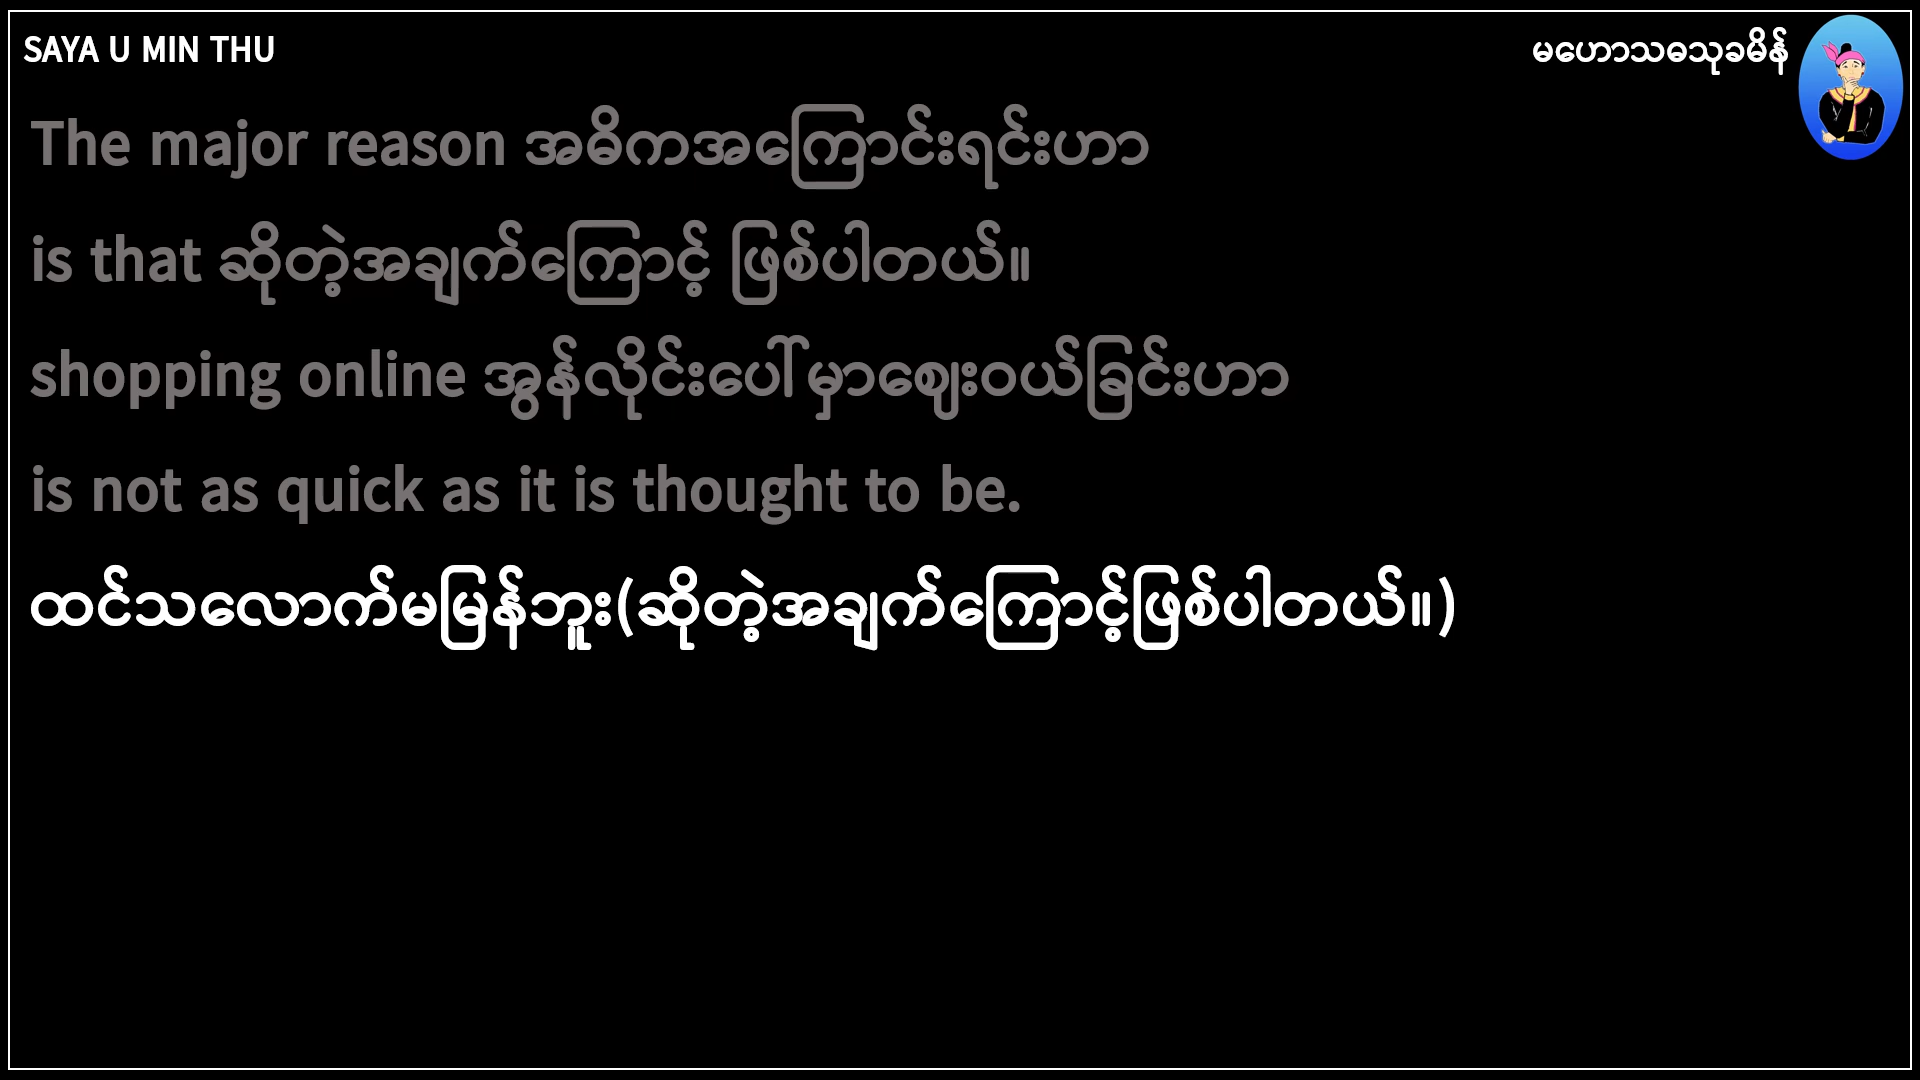 SAYA U MIN THU
မဟောသဓသုခမိန်
The major reason အဓိကအကြောင်းရင်းဟာ
is that ဆိုတဲ့အချက်ကြောင့် ဖြစ်ပါတယ်။
shopping online အွန်လိုင်းပေါ်မှာဈေးဝယ်ခြင်းဟာ
is not as quick as it is thought to be.
ထင်သလောက်မမြန်ဘူး(ဆိုတဲ့အချက်ကြောင့်ဖြစ်ပါတယ်။)